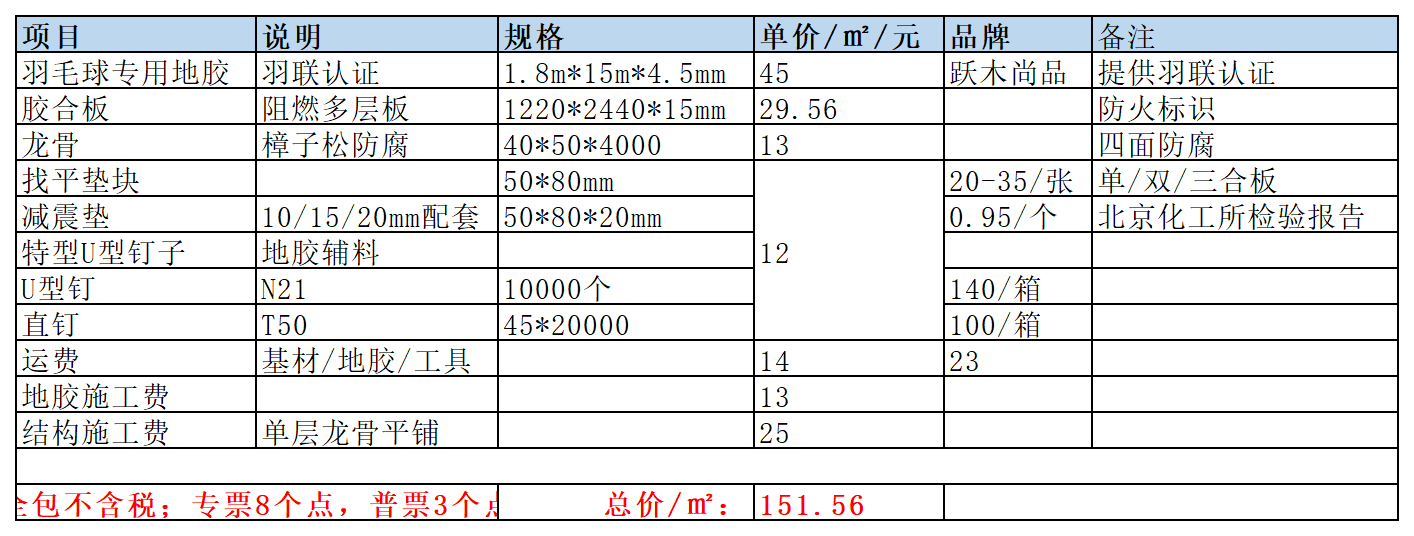 项目 说明 规格 单价/㎡/元 品牌 备注
羽毛球专用地胶 羽联认证 1.8m*15m*4.5mm 45 跃木尚品 提供羽联认证
胶合板 阻燃多层板 1220*2440*15mm 29.56 防火标识
龙骨 樟子松防腐 40*50*4000 13 四面防腐
找平垫块 50*80mm 20-35/张 单/双/三合板
减震垫 10/15/20mm配套 50*80*20mm 0.95/个 北京化工所检验报告
特型U型钉子 地胶辅料 12
U型钉 N21 10000个 140/箱
直钉 T50 45*20000 100/箱
运费 基材/地胶/工具 14 23
地胶施工费 13
结构施工费 单层龙骨平铺 25
包不含税；专票8个点，普票3个 总价/㎡： 151.56